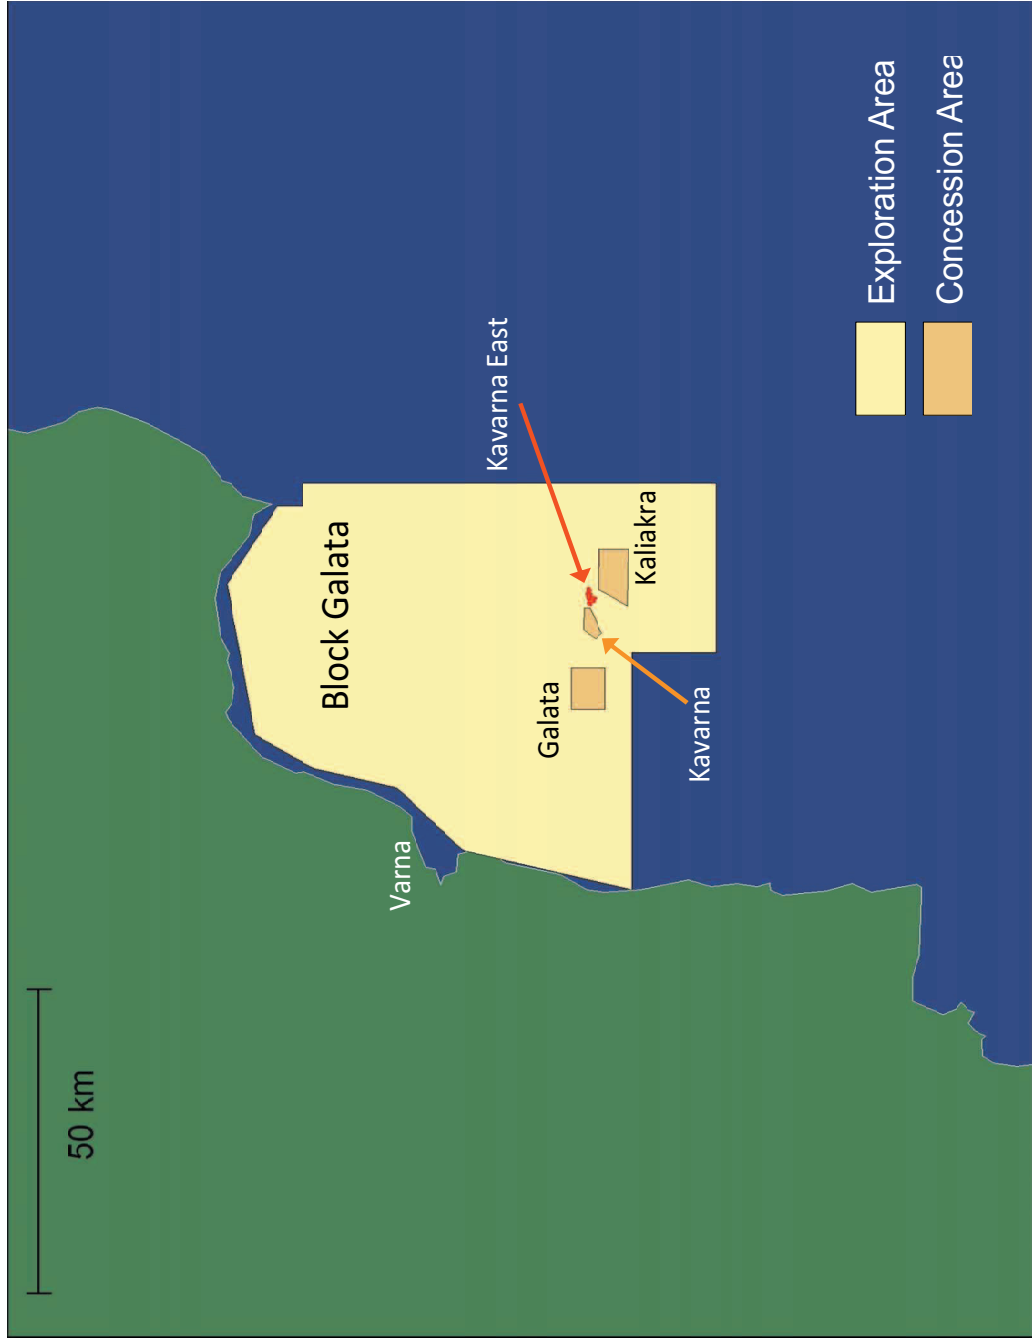 50 km
Varna
Block Galata
Kavarna East
Galata
Kaliakra
Kavarna
Exploration Area
Concession Area